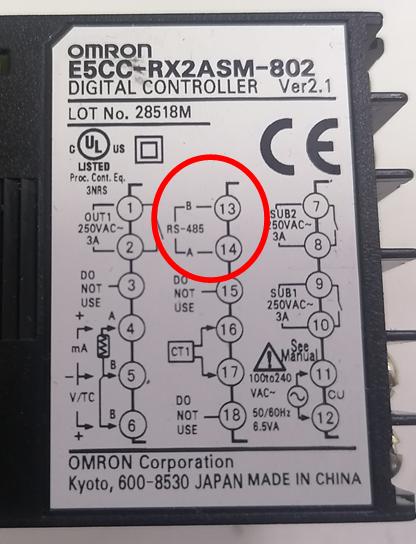 OMRON
E5CC-RX2ASM-802
DIGITAL CONTROLLER Ver2.1
LOT No. 28518M
C UL US
LISTED
Proc. Cont. Eq.
3NRS
CE
OUT1
250VAC~
3A
1
2
DO
NOT
USE
3
+
mA
-
V/TC
+
A
B
B
4
5
6
B
RS-485
A
13
14
DO
NOT
USE
15
CT1
16
17
DO
NOT
USE
18
SUB2
250VAC~
3A
7
8
SUB1
250VAC~
3A
9
10
See
Manual
100to240
VAC~
50/60Hz
6.5VA
11
CU
12
OMRON Corporation
Kyoto, 600-8530 JAPAN MADE IN CHINA